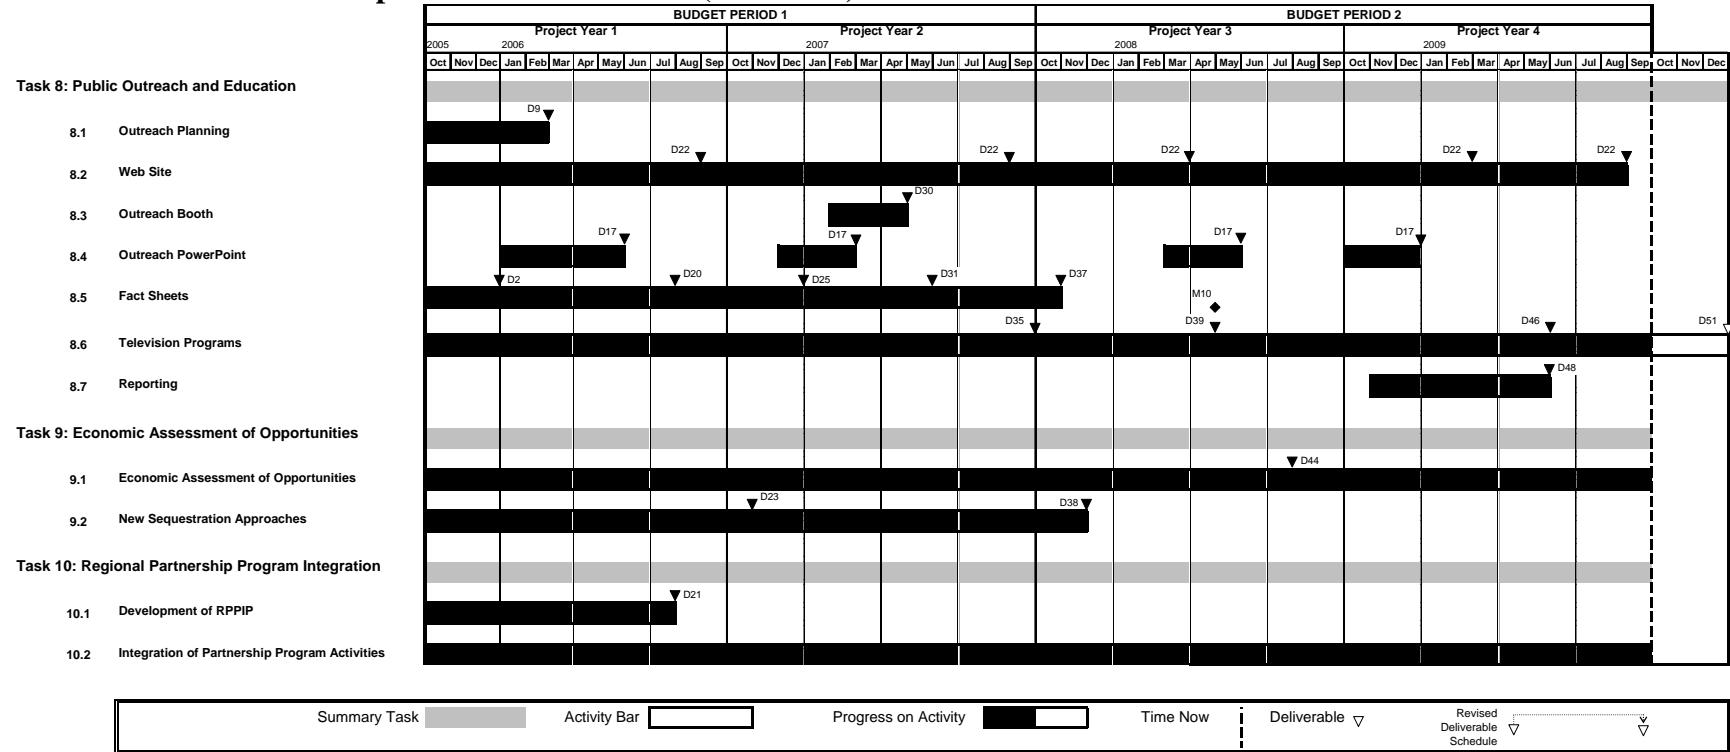 BUDGET PERIOD 1 BUDGET PERIOD 2
Project Year 1 Project Year 2 Project Year 3 Project Year 4
2005 2006 2007 2008 2009
Oct Nov Dec Jan Feb Mar Apr May Jun Jul Aug Sep Oct Nov Dec Jan Feb Mar Apr May Jun Jul Aug Sep Oct Nov Dec Jan Feb Mar Apr May Jun Jul Aug Sep Oct Nov Dec Jan Feb Mar Apr May Jun Jul Aug Sep Oct Nov Dec
Task 8: Public Outreach and Education
D9
8.1 Outreach Planning
D22 D22 D22 D22 D22
8.2 Web Site
D30
8.3 Outreach Booth
D17 D17 D17 D17
8.4 Outreach PowerPoint
D2 D20 D25 D31 D37
8.5 Fact Sheets
M10
D35 D39 D46 D51
8.6 Television Programs
D48
8.7 Reporting
Task 9: Economic Assessment of Opportunities
D44
9.1 Economic Assessment of Opportunities
D23 D38
9.2 New Sequestration Approaches
Task 10: Regional Partnership Program Integration
D21
10.1 Development of RPPIP
10.2 Integration of Partnership Program Activities
Summary Task Activity Bar Progress on Activity Time Now Deliverable Revised
Deliverable
Schedule